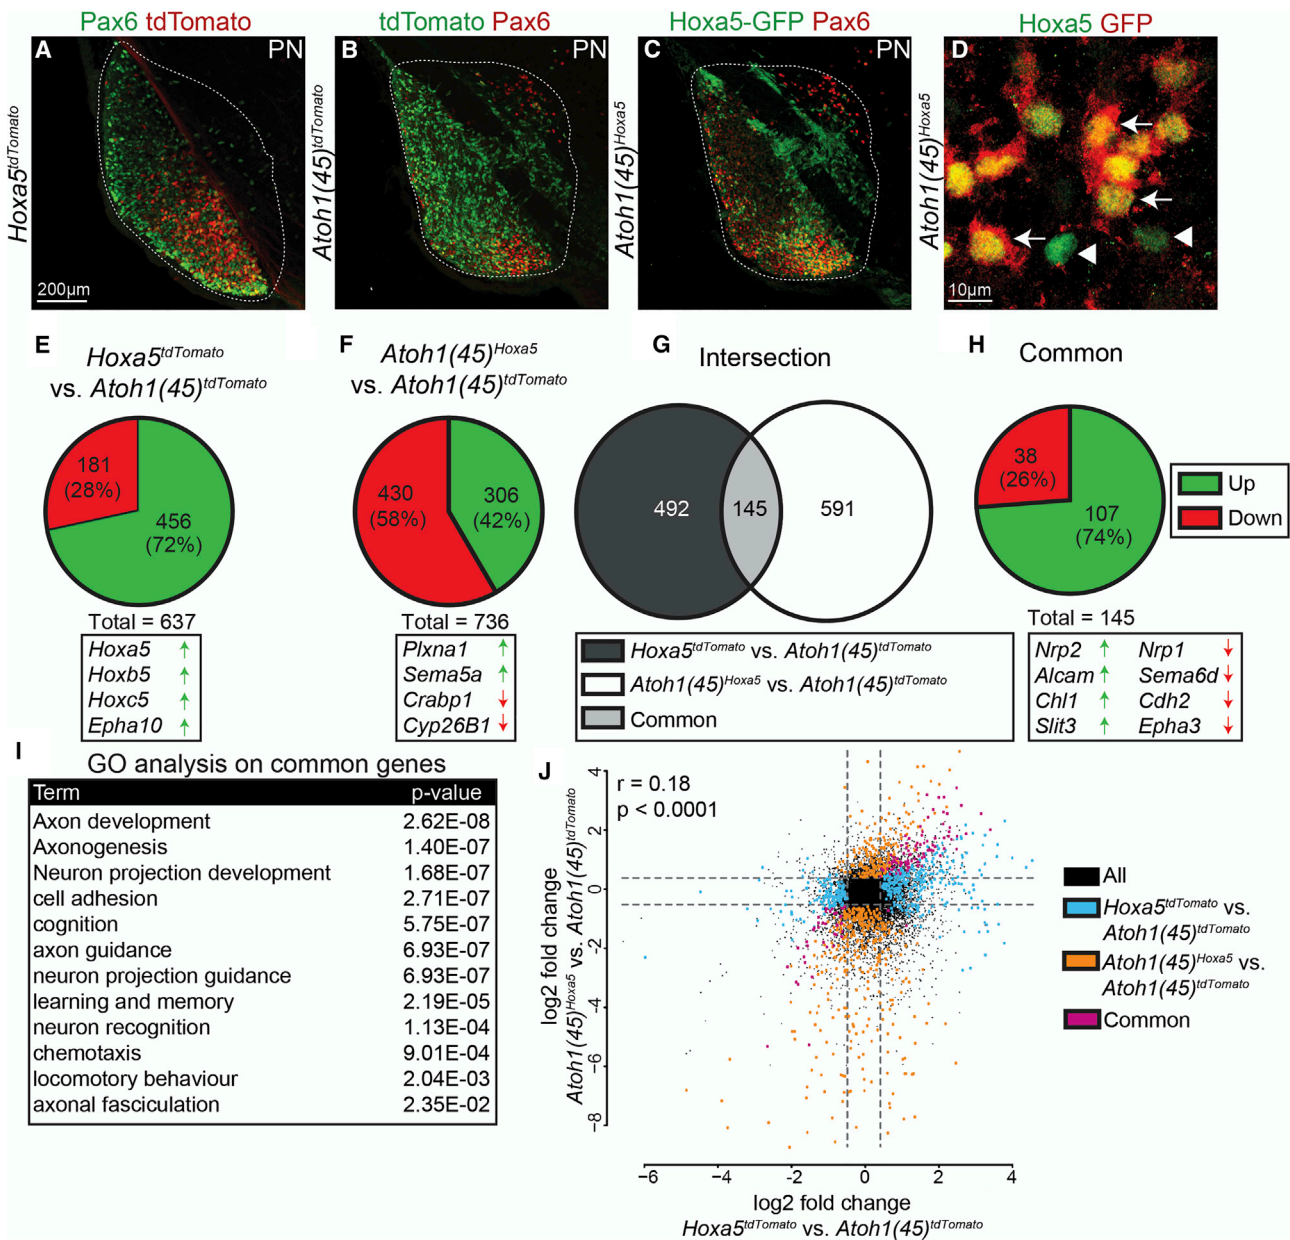 Pax6 tdTomato
tdTomato Pax6
Hoxa5-GFP Pax6
Hoxa5 GFP
A
PN
B
PN
C
PN
D
Hoxa5tdTomato
Atoh1(45)tdTomato
Atoh1(45)Hoxa5
Atoh1(45)Hoxa5
200µm
10µm
E
Hoxa5tdTomato
vs. Atoh1(45)tdTomato
181
(28%)
456
(72%)
Total = 637
Hoxa5 ↑
Hoxb5 ↑
Hoxc5 ↑
Epha10 ↑
F
Atoh1(45)Hoxa5
vs. Atoh1(45)tdTomato
430
(58%)
306
(42%)
Total = 736
Plxna1 ↑
Sema5a ↑
Crabp1 ↓
Cyp26B1 ↓
G
Intersection
492
145
591
Hoxa5tdTomato vs. Atoh1(45)tdTomato
Atoh1(45)Hoxa5 vs. Atoh1(45)tdTomato
Common
H
Common
38
(26%)
107
(74%)
Up
Down
Total = 145
Nrp2 ↑ Nrp1 ↓
Alcam ↑ Sema6d ↓
Chl1 ↑ Cdh2 ↓
Slit3 ↑ Epha3 ↓
I
GO analysis on common genes
Term p-value
Axon development 2.62E-08
Axonogenesis 1.40E-07
Neuron projection development 1.68E-07
cell adhesion 2.71E-07
cognition 5.75E-07
axon guidance 6.93E-07
neuron projection guidance 6.93E-07
learning and memory 2.19E-05
neuron recognition 1.13E-04
chemotaxis 9.01E-04
locomotory behaviour 2.04E-03
axonal fasciculation 2.35E-02
J
r = 0.18
p < 0.0001
log2 fold change
Atoh1(45)Hoxa5 vs. Atoh1(45)tdTomato
4
2
0
-2
-4
-6
-8
-6 -4 -2 0 2 4
log2 fold change
Hoxa5tdTomato vs. Atoh1(45)tdTomato
All
Hoxa5tdTomato vs.
Atoh1(45)tdTomato
Atoh1(45)Hoxa5 vs.
Atoh1(45)tdTomato
Common